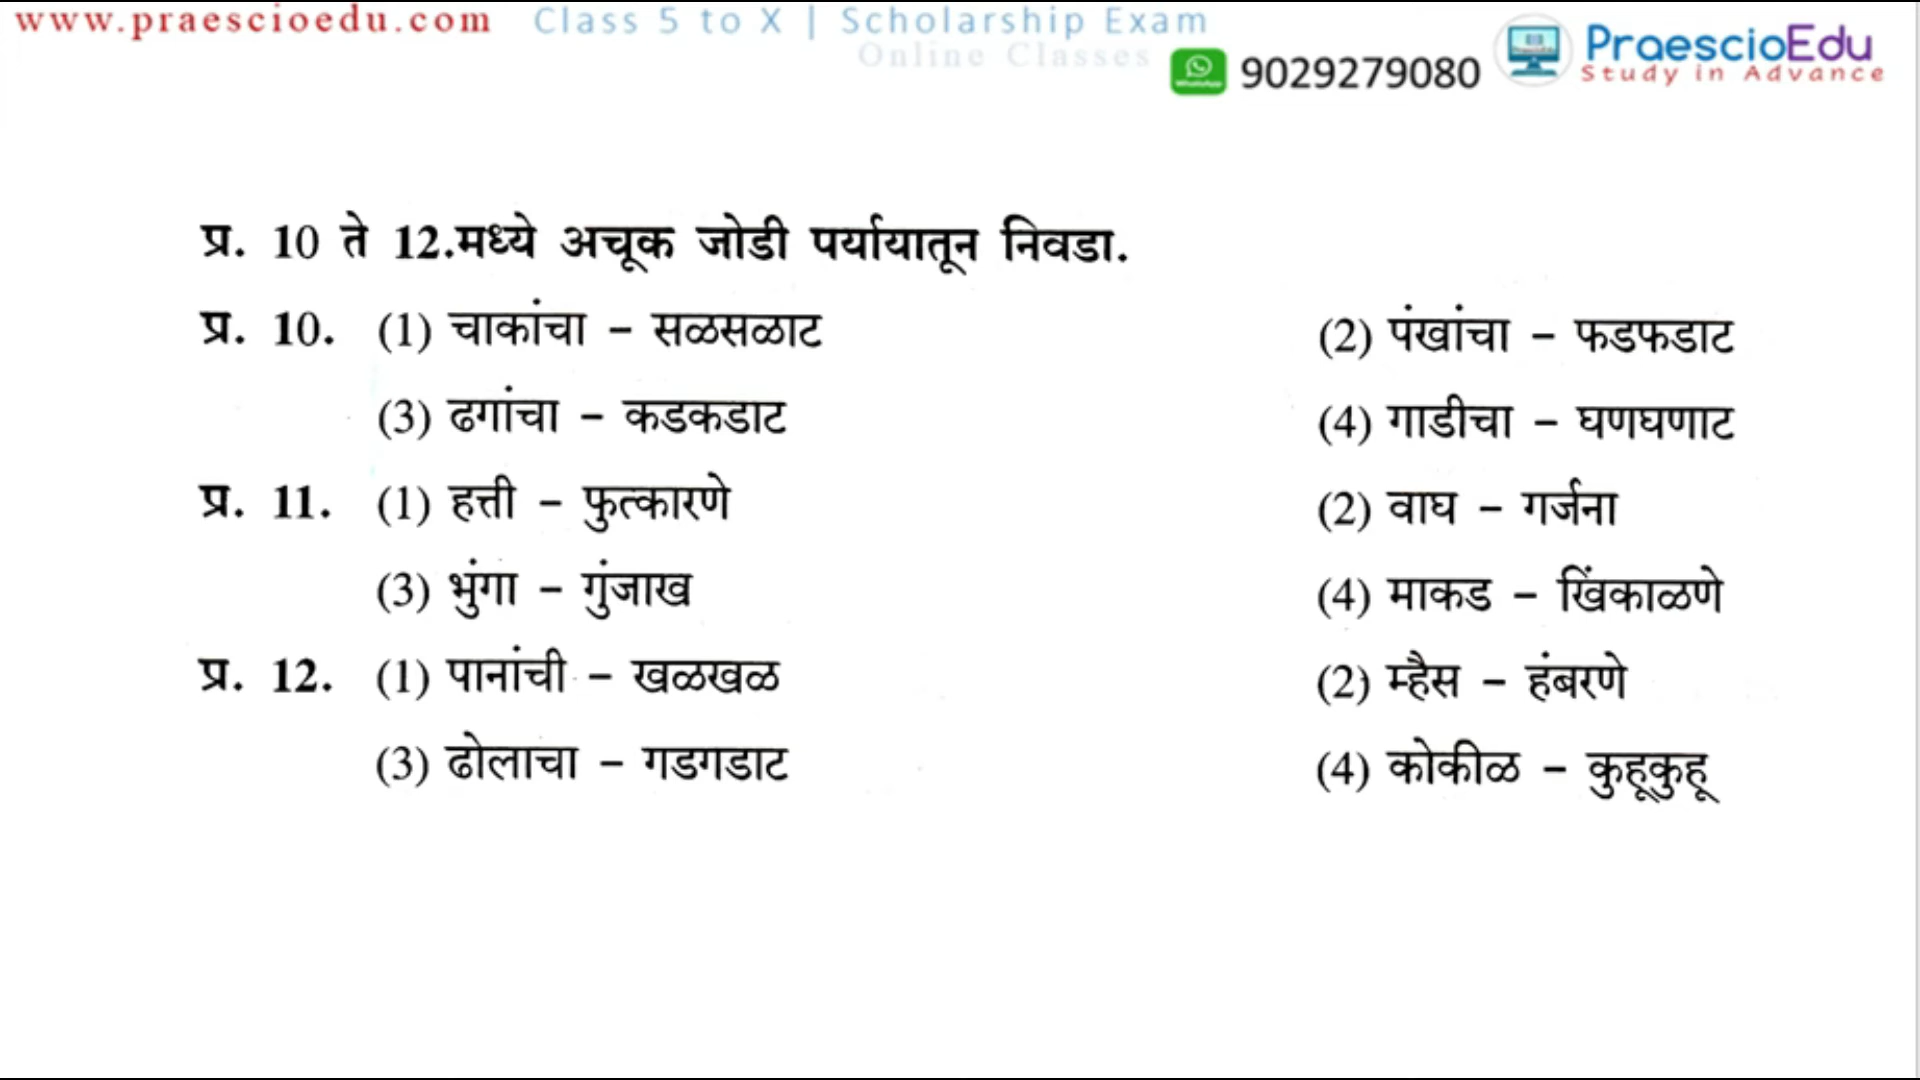 www.praescioedu.com Class 5 to X | Scholarship Exam
Online Classes
9029279080
PraescioEdu
Study in Advance
प्र. 10 ते 12.मध्ये अचूक जोडी पर्यायातून निवडा.
प्र. 10. (1) चाकांचा – सळसळाट (2) पंखांचा – फडफडाट
(3) ढगांचा – कडकडाट (4) गाडीचा – घणघणाट
प्र. 11. (1) हत्ती – फुत्कारणे (2) वाघ – गर्जना
(3) भुंगा – गुंजाख (4) माकड – खिंकाळणे
प्र. 12. (1) पानांची – खळखळ (2) म्हैस – हंबरणे
(3) ढोलाचा – गडगडाट (4) कोकीळ – कुहूकुहू